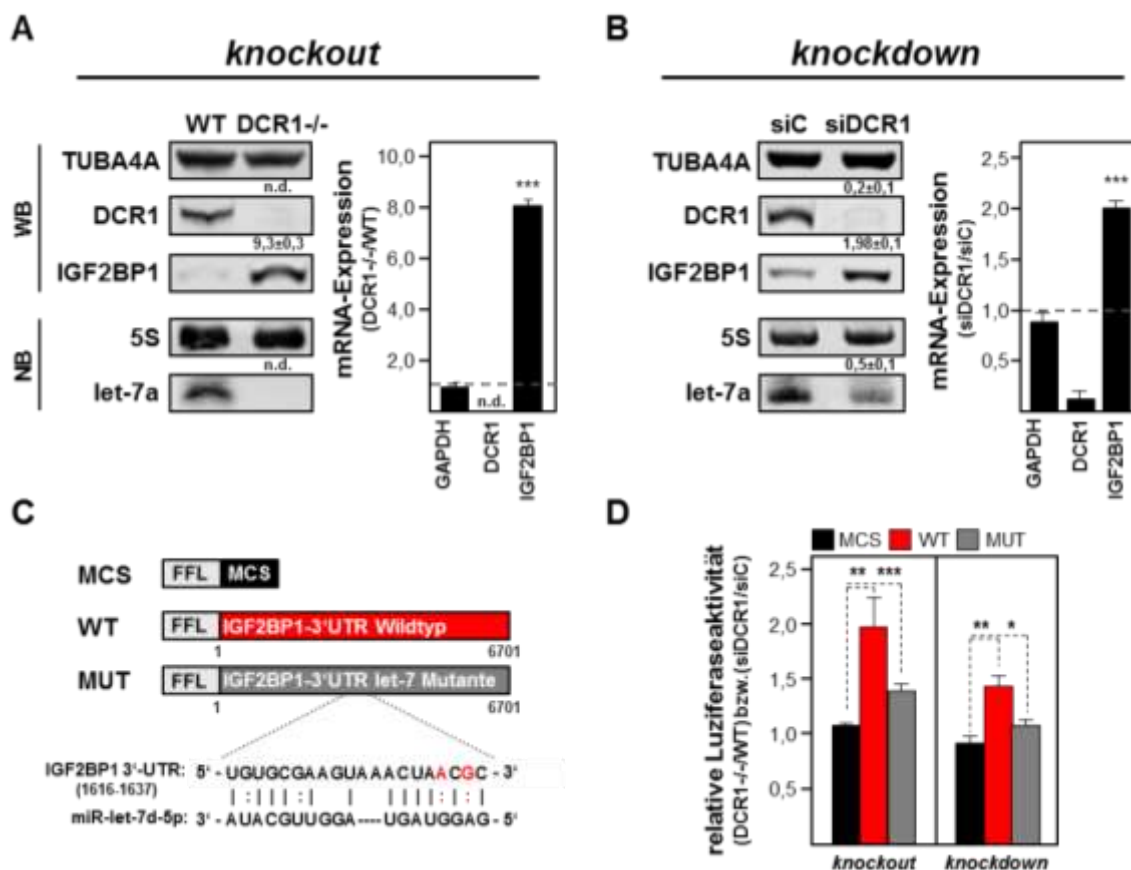 A
knockout
WT DCR1-/-
WB
TUBA4A
n.d.
DCR1
9,3±0,3
IGF2BP1
NB
5S
n.d.
let-7a
mRNA-Expression
(DCR1-/-/WT)
10,0
8,0
6,0
4,0
2,0
***
n.d.
GAPDH
DCR1
IGF2BP1
B
knockdown
siC siDCR1
TUBA4A
0,2±0,1
DCR1
1,98±0,1
IGF2BP1
5S
0,5±0,1
let-7a
mRNA-Expression
(siDCR1/siC)
2,5
2,0
1,5
1,0
0,5
***
GAPDH
DCR1
IGF2BP1
C
MCS FFL MCS
WT FFL IGF2BP1-3'UTR Wildtyp
1 6701
MUT FFL IGF2BP1-3'UTR let-7 Mutante
1 6701
IGF2BP1 3'-UTR: 5' - UGUGCGAAGUAAACUAACGC - 3'
(1616-1637)
miR-let-7d-5p: 3' - AUACGUUGGA----UGAUGGAG - 5'
D
MCS WT MUT
relative Luziferaseaktivität
(DCR1-/-/WT) bzw.(siDCR1/siC)
2,5
2,0
1,5
1,0
0,5
** ***
** *
knockout knockdown